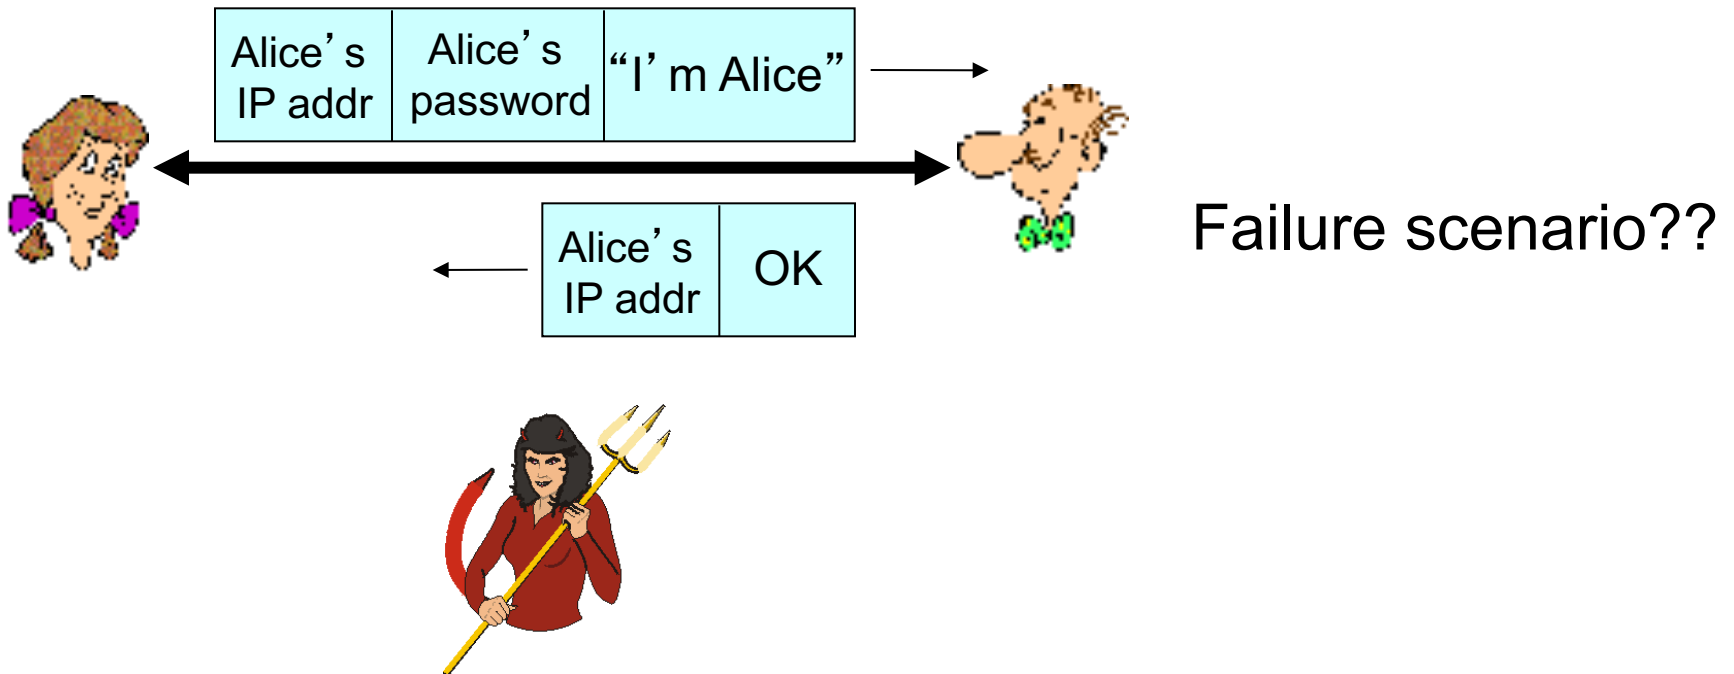 Alice’s
IP addr
Alice’s
password
“I’m Alice”
Alice’s
IP addr
OK
Failure scenario??